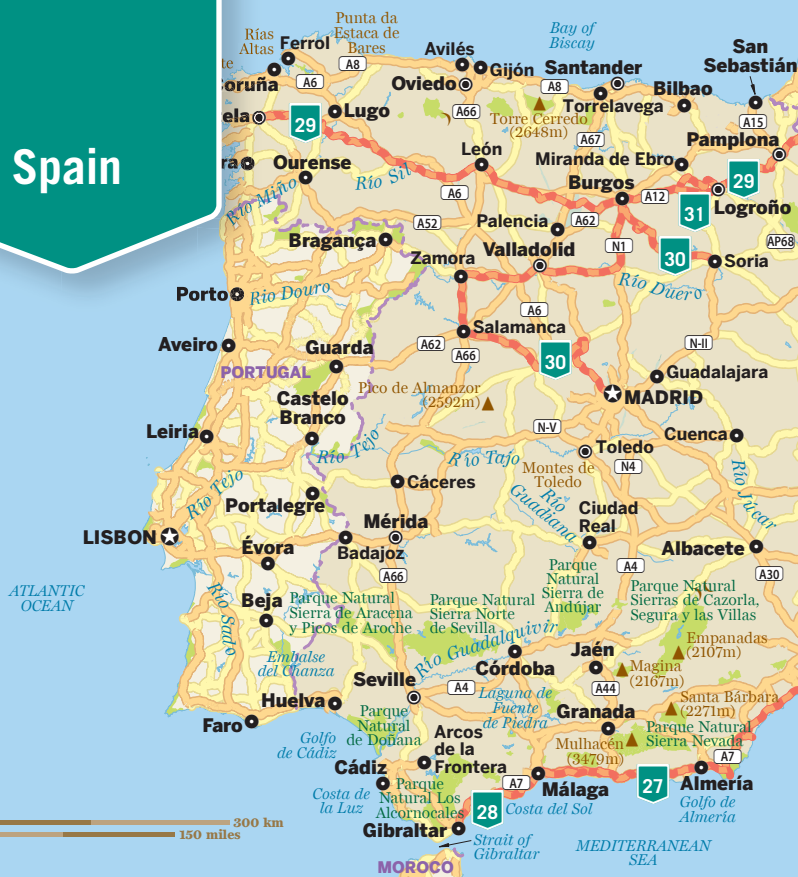 Spain
Punta da
Estaca de
Bares
Rías
Altas
Ferrol
te
oruña
A6
A8
Avilés
Gijón
Oviedo
Bay of
Biscay
Santander
A8
Torrelavega
Bilbao
San
Sebastián
A15
ela
29
Lugo
A66
Torre Cerredo
(2648m)
A67
Pamplona
ra
Ourense
León
Miranda de Ebro
Río Miño
Río Sil
A6
Burgos
A12
29
31
Logroño
A52
Palencia
A62
Bragança
Zamora
Valladolid
N1
30
AP68
Soria
Porto
Río Douro
Río Duero
A6
Aveiro
Guarda
A62
A66
Salamanca
30
N-II
PORTUGAL
Pico de Almanzor
(2592m)
Guadalajara
MADRID
Castelo
Branco
Leiria
Río Tejo
N-V
Toledo
Cuenca
Río Tajo
Montes de
Toledo
N4
Río Tejo
Cáceres
Río
Guadiana
Río Júcar
Portalegre
Mérida
Ciudad
Real
LISBON
Évora
Badajoz
Albacete
A66
A4
A30
ATLANTIC
OCEAN
Río Sado
Beja
Parque Natural
Sierra de Aracena
y Picos de Aroche
Parque Natural
Sierra Norte
de Sevilla
Parque
Natural
Sierra de
Andújar
Parque Natural
Sierras de Cazorla,
Segura y las Villas
Embalse
del Chanza
Río Guadalquivir
Córdoba
Jaén
Empanadas
(2107m)
Magina
(2167m)
Seville
A4
A44
Laguna de
Fuente
de Piedra
Santa Bárbara
(2271m)
Huelva
Faro
Parque
Natural
de Doñana
Granada
Parque Natural
Sierra Nevada
Golfo
de Cádiz
Arcos
de la
Frontera
Mulhacén
(3479m)
A7
Cádiz
Costa de
la Luz
Parque
Natural Los
Alcornocales
A7
Málaga
27
Almería
28
Costa del Sol
Golfo de
Almería
300 km
150 miles
Gibraltar
Strait of
Gibraltar
MEDITERRANEAN
SEA
MOROCO